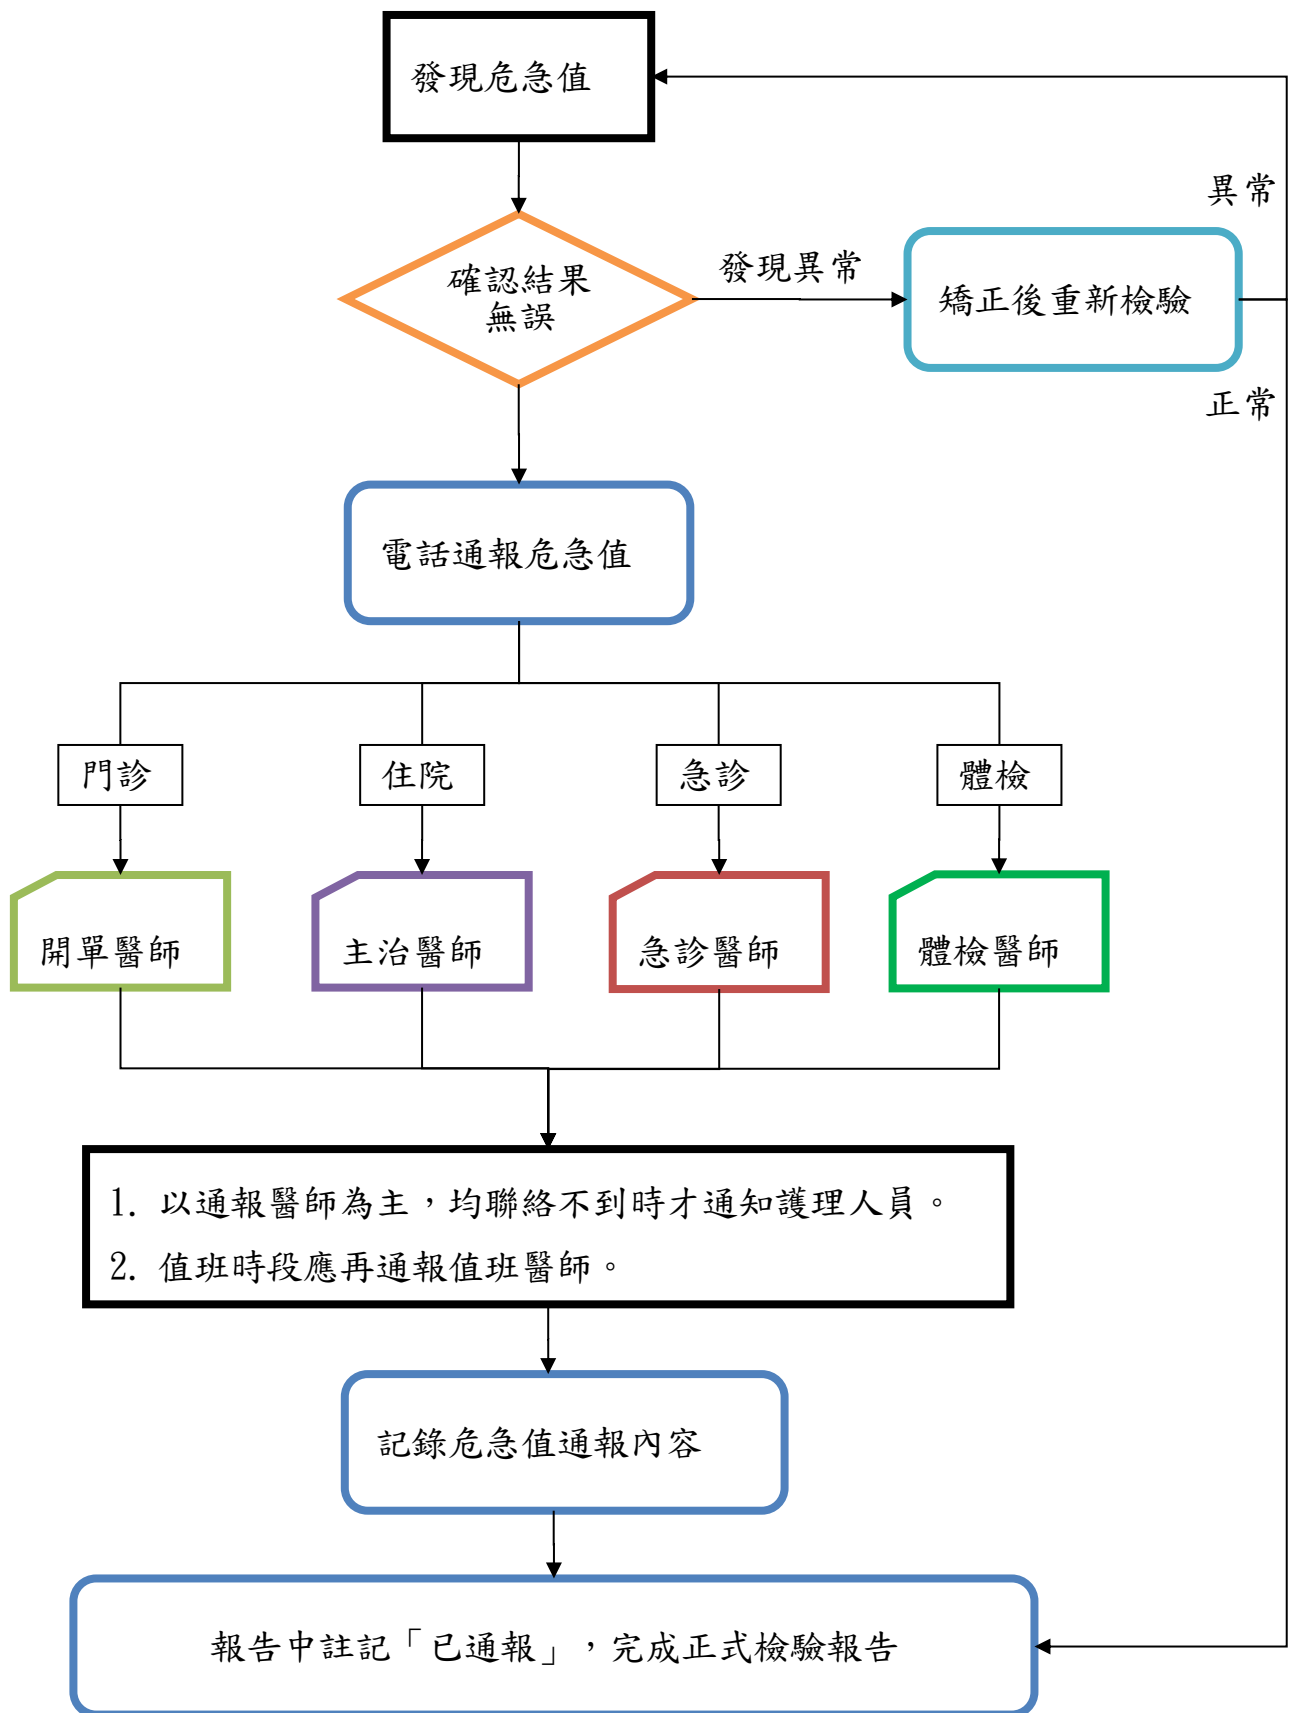 發現危急值
異常
確認結果
無誤
發現異常
矯正後重新檢驗
正常
電話通報危急值
門診
住院
急診
體檢
開單醫師
主治醫師
急診醫師
體檢醫師
1. 以通報醫師為主，均聯絡不到時才通知護理人員。
2. 值班時段應再通報值班醫師。
記錄危急值通報內容
報告中註記「已通報」，完成正式檢驗報告